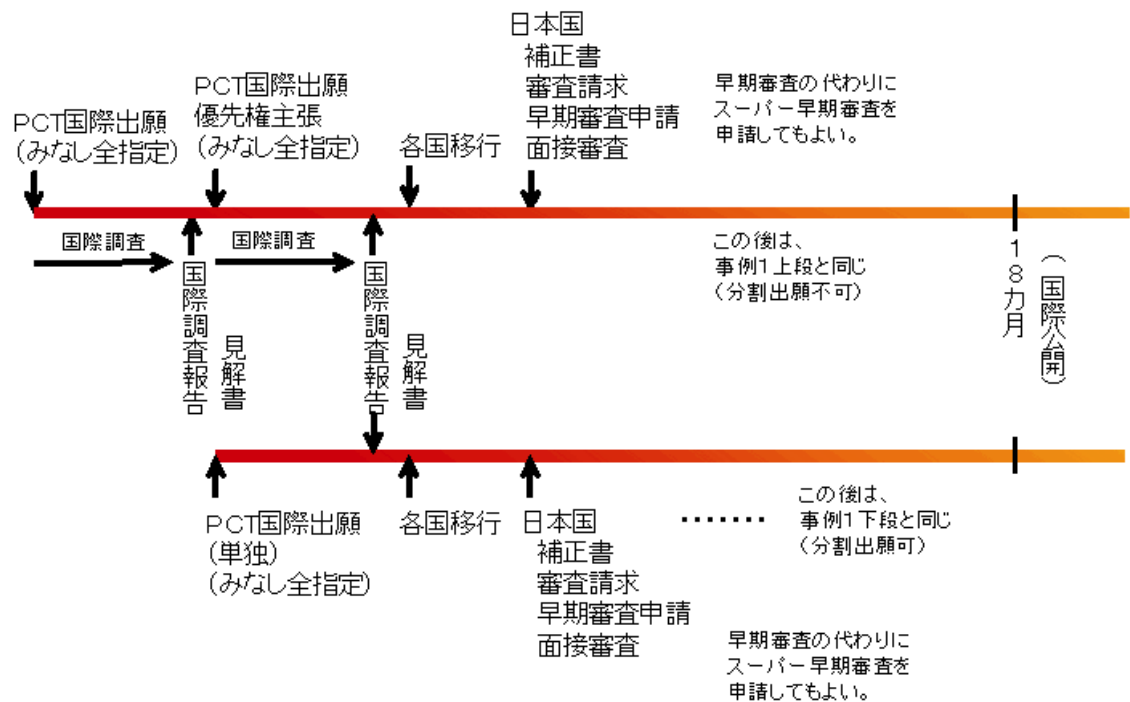 PCT国際出願
(みなし全指定)
PCT国際出願
優先権主張
(みなし全指定)
各国移行
日本国
補正書
審査請求
早期審査申請
面接審査
早期審査の代わりに
スーパー早期審査を
申請してもよい。
国際調査
国際調査報告
見解書
国際調査
国際調査報告
見解書
この後は、
事例1上段と同じ
(分割出願不可)
18カ月
(国際公開)
PCT国際出願
(単独)
(みなし全指定)
各国移行
日本国
補正書
審査請求
早期審査申請
面接審査
・・・・・・・
この後は、
事例1下段と同じ
(分割出願可)
早期審査の代わりに
スーパー早期審査を
申請してもよい。